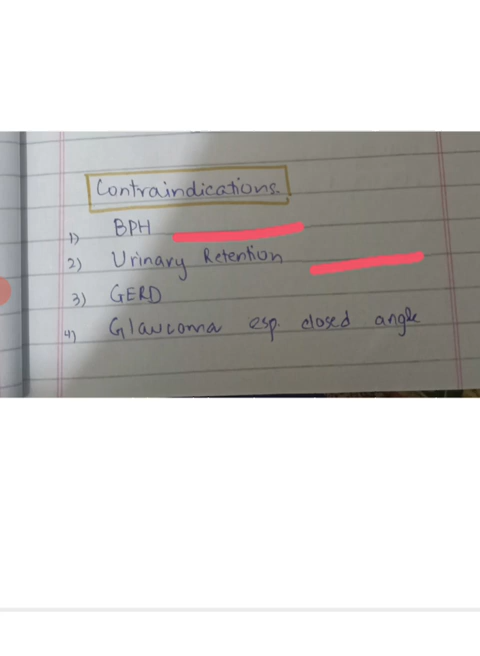 Contraindications.
1) BPH
2) Urinary Retention
3) GERD
4) Glaucoma esp. closed angle